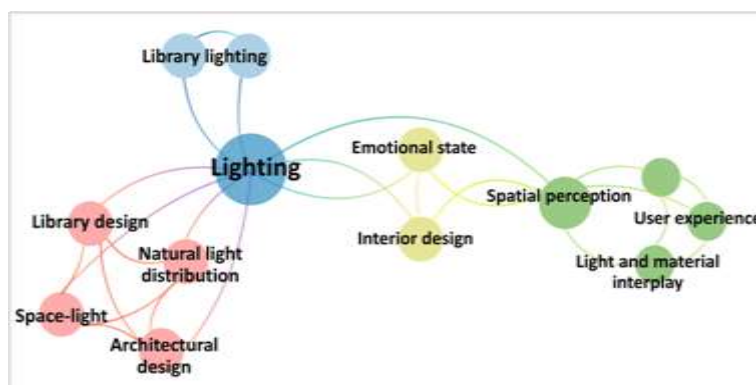 Library lighting
Lighting
Emotional state
Spatial perception
User experience
Library design
Interior design
Natural light
distribution
Light and material
interplay
Space-light
Architectural
design